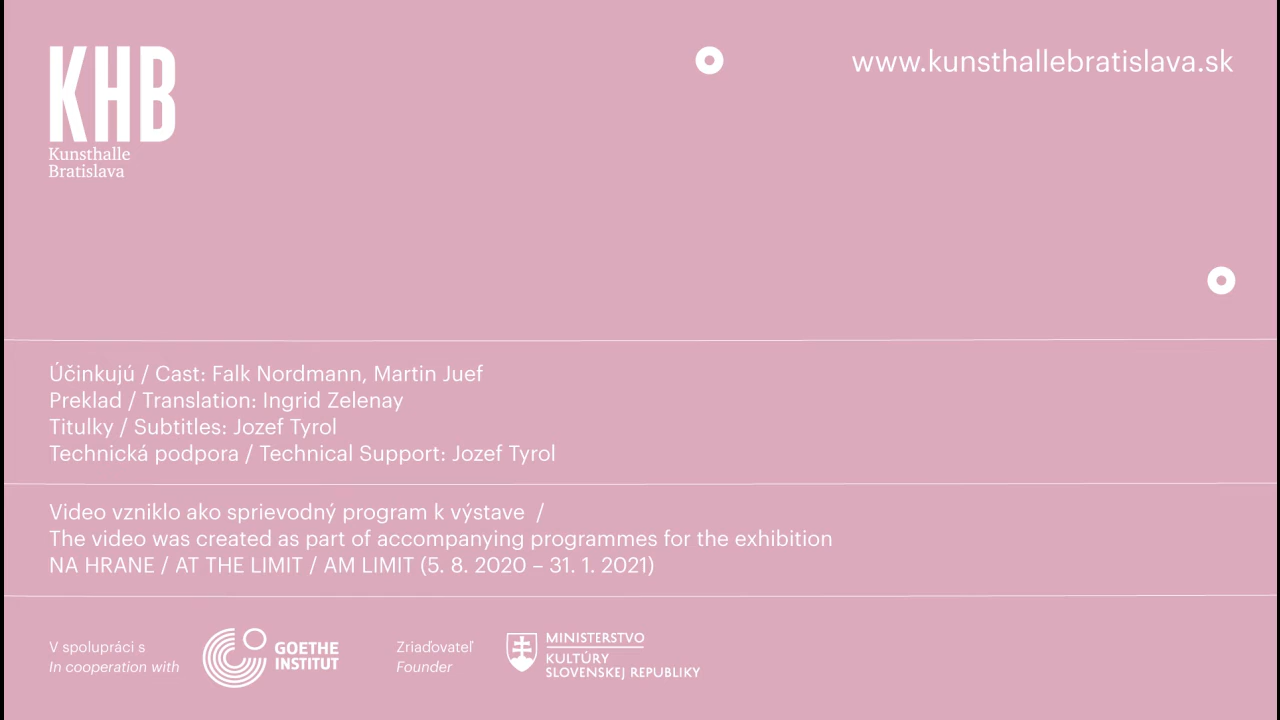 KHB
Kunsthalle
Bratislava
www.kunsthallebratislava.sk
Účinkujú / Cast: Falk Nordmann, Martin Juef
Preklad / Translation: Ingrid Zelenay
Titulky / Subtitles: Jozef Tyrol
Technická podpora / Technical Support: Jozef Tyrol
Video vzniklo ako sprievodný program k výstave /
The video was created as part of accompanying programmes for the exhibition
NA HRANE / AT THE LIMIT / AM LIMIT (5. 8. 2020 – 31. 1. 2021)
V spolupráci s
In cooperation with
GOETHE
INSTITUT
Zriaďovateľ
Founder
MINISTERSTVO
KULTÚRY
SLOVENSKEJ REPUBLIKY